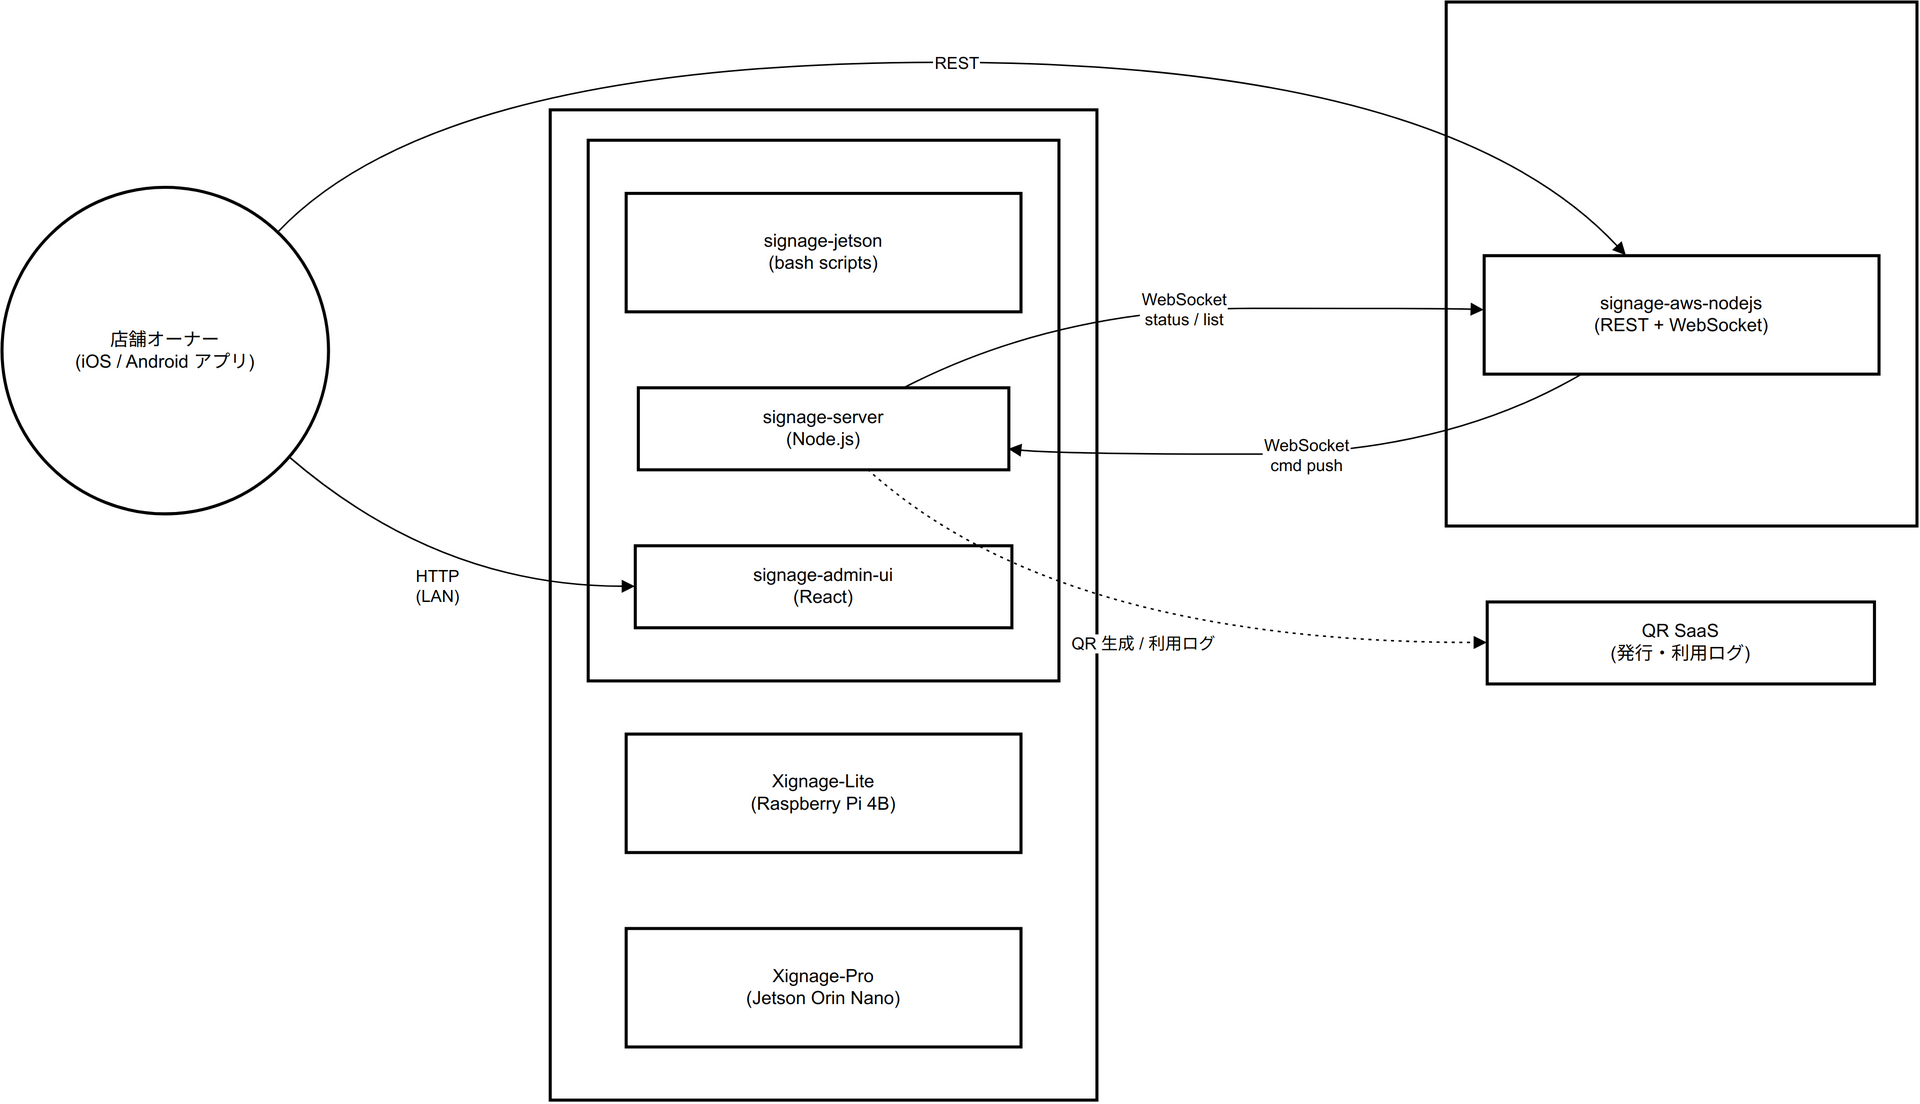 REST
signage-jetson
(bash scripts)
店舗オーナー
(iOS / Android アプリ)
WebSocket
status / list
signage-aws-nodejs
(REST + WebSocket)
signage-server
(Node.js)
WebSocket
cmd push
HTTP
(LAN)
signage-admin-ui
(React)
QR 生成 / 利用ログ
QR SaaS
(発行・利用ログ)
Xignage-Lite
(Raspberry Pi 4B)
Xignage-Pro
(Jetson Orin Nano)